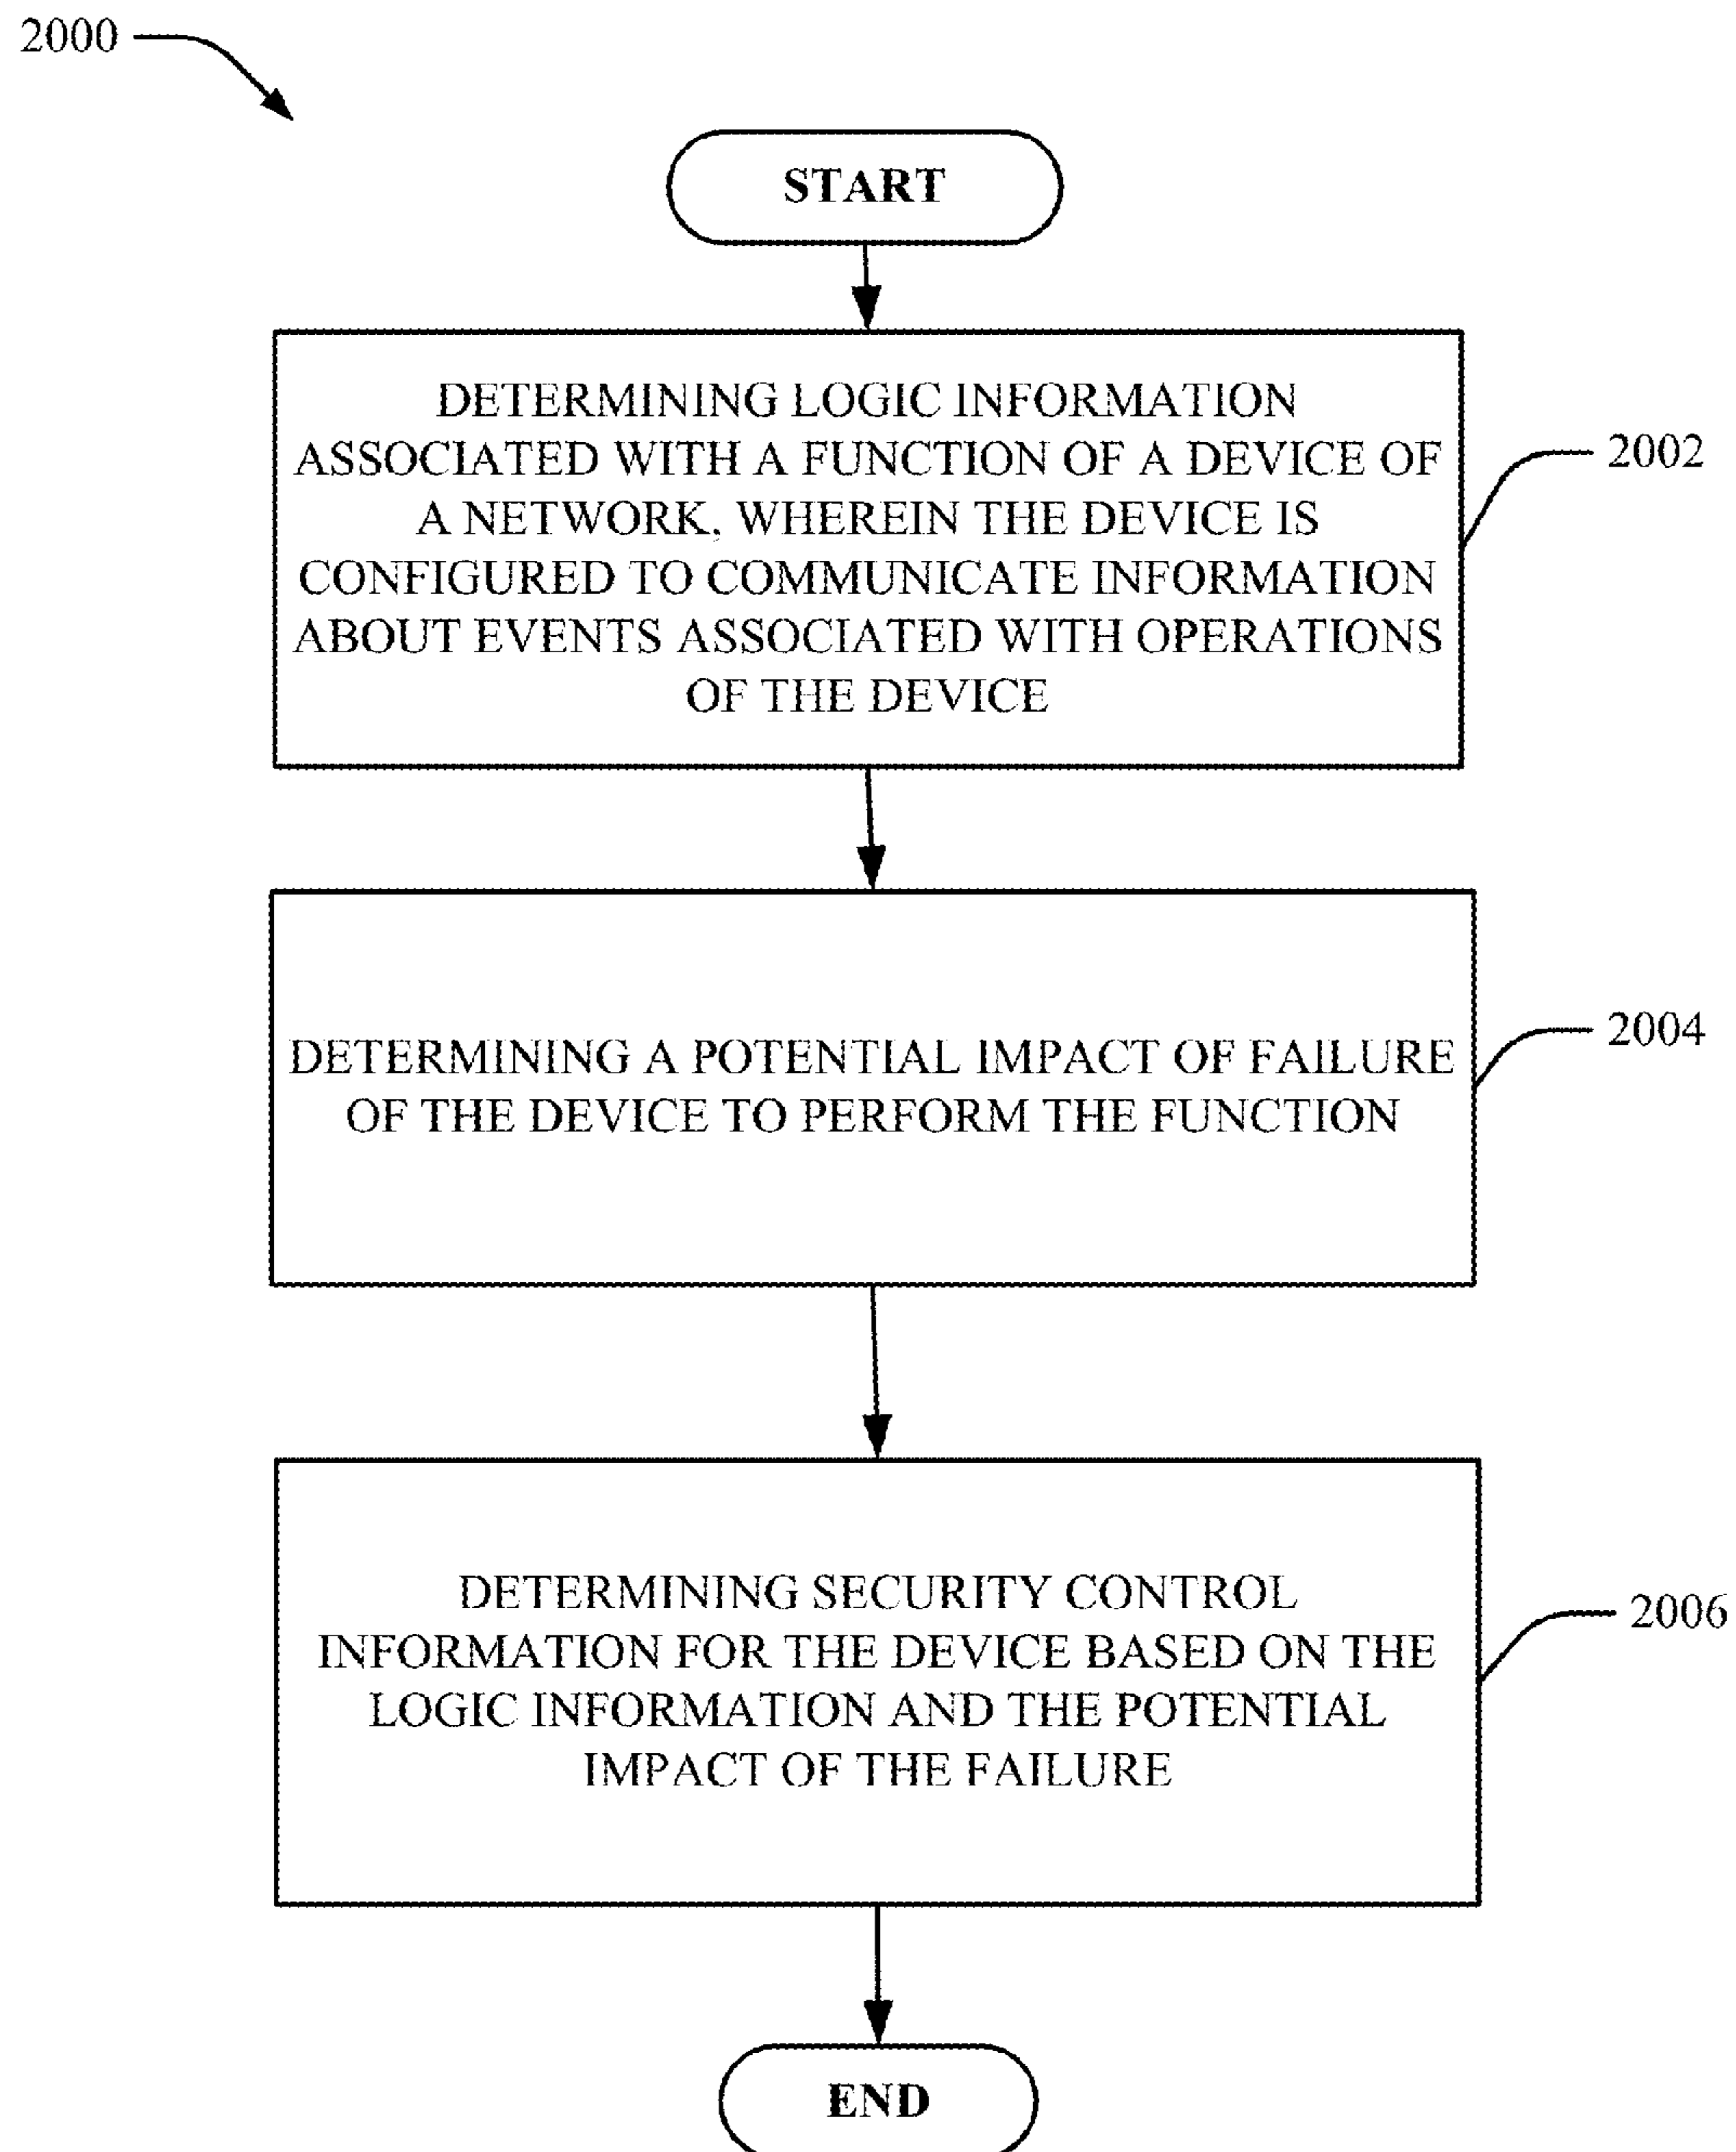 2000
START
DETERMINING LOGIC INFORMATION
ASSOCIATED WITH A FUNCTION OF A DEVICE OF
A NETWORK, WHEREIN THE DEVICE IS
CONFIGURED TO COMMUNICATE INFORMATION
ABOUT EVENTS ASSOCIATED WITH OPERATIONS
OF THE DEVICE
2002
DETERMINING A POTENTIAL IMPACT OF FAILURE
OF THE DEVICE TO PERFORM THE FUNCTION
2004
DETERMINING SECURITY CONTROL
INFORMATION FOR THE DEVICE BASED ON THE
LOGIC INFORMATION AND THE POTENTIAL
IMPACT OF THE FAILURE
2006
END